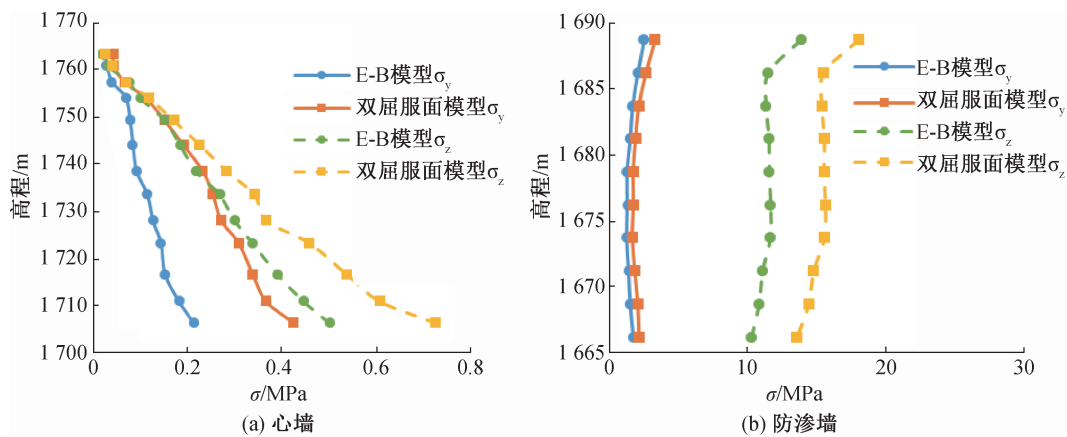 1 770
1 760
1 750
1 740
1 730
1 720
1 710
1 700
高程/m
0
0.2
0.4
0.6
0.8
σ/MPa
E-B模型σy
双屈服面模型σy
E-B模型σz
双屈服面模型σz
(a) 心墙
1 690
1 685
1 680
1 675
1 670
1 665
高程/m
0
10
20
30
σ/MPa
E-B模型σy
双屈服面模型σy
E-B模型σz
双屈服面模型σz
(b) 防渗墙